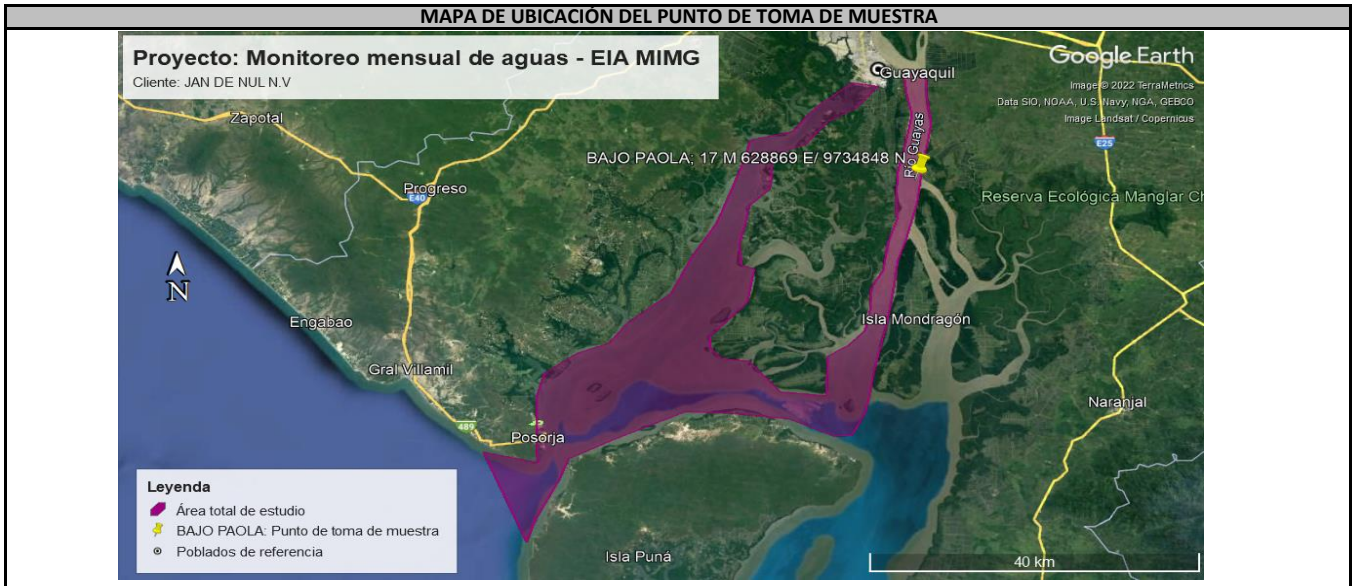 MAPA DE UBICACIÓN DEL PUNTO DE TOMA DE MUESTRA
Proyecto: Monitoreo mensual de aguas - EIA MIMG
Cliente: JAN DE NUL N.V
Google Earth
Image © 2022 TerraMetrics
Data SIO, NOAA, U.S. Navy, NGA, GEBCO
Image Landsat / Copernicus
Guayaquil
Zapotal
E25
BAJO PAOLA; 17 M 628869 E/ 9734848 N
Río Guayas
Progreso
E40
Reserva Ecológica Manglar Ch
N
Engabao
Isla Mondragón
Gral Villamil
Naranjal
489
Posorja
Leyenda
Área total de estudio
BAJO PAOLA: Punto de toma de muestra
Poblados de referencia
Isla Puná
40 km